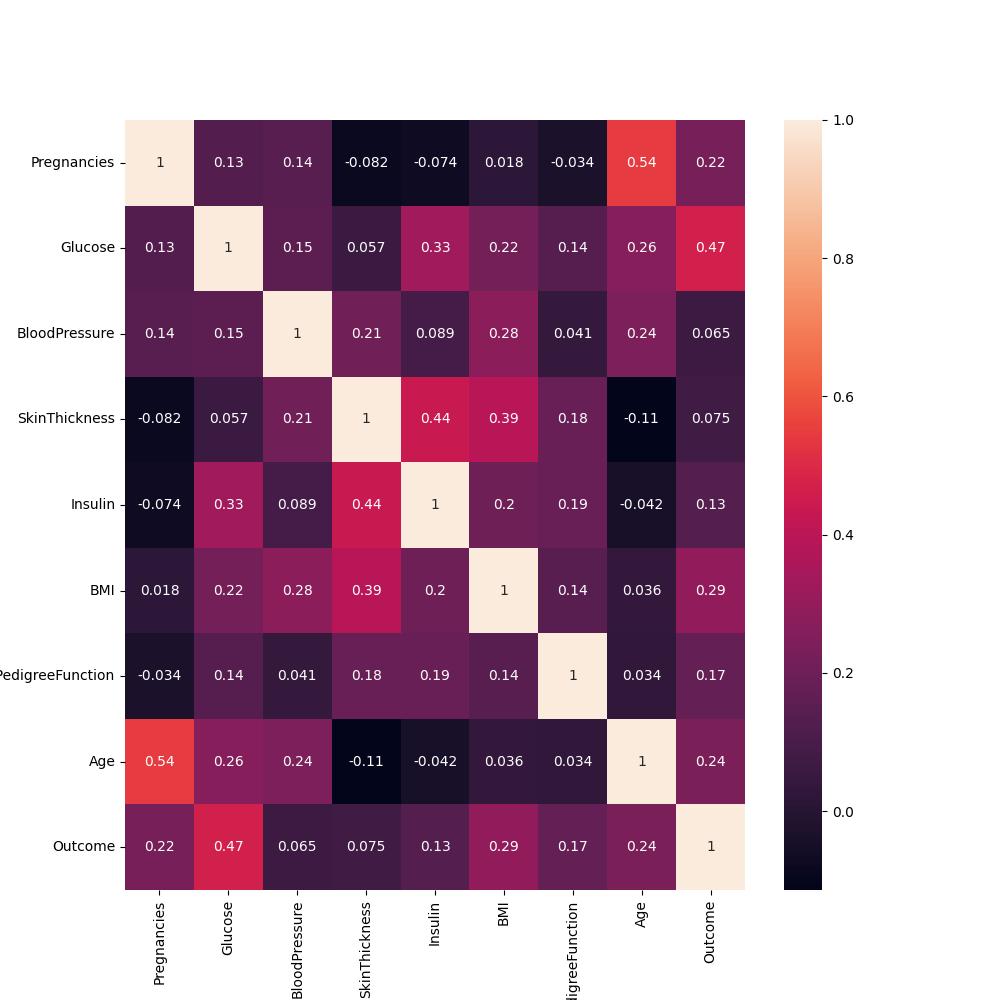 1.0
Pregnancies 1 0.13 0.14 -0.082 -0.074 0.018 -0.034 0.54 0.22
Glucose 0.13 1 0.15 0.057 0.33 0.22 0.14 0.26 0.47
0.8
BloodPressure 0.14 0.15 1 0.21 0.089 0.28 0.041 0.24 0.065
0.6
SkinThickness -0.082 0.057 0.21 1 0.44 0.39 0.18 -0.11 0.075
Insulin -0.074 0.33 0.089 0.44 1 0.2 0.19 -0.042 0.13
0.4
BMI 0.018 0.22 0.28 0.39 0.2 1 0.14 0.036 0.29
PedigreeFunction -0.034 0.14 0.041 0.18 0.19 0.14 1 0.034 0.17
0.2
Age 0.54 0.26 0.24 -0.11 -0.042 0.036 0.034 1 0.24
0.0
Outcome 0.22 0.47 0.065 0.075 0.13 0.29 0.17 0.24 1
Pregnancies
Glucose
BloodPressure
SkinThickness
Insulin
BMI
digreeFunction
Age
Outcome